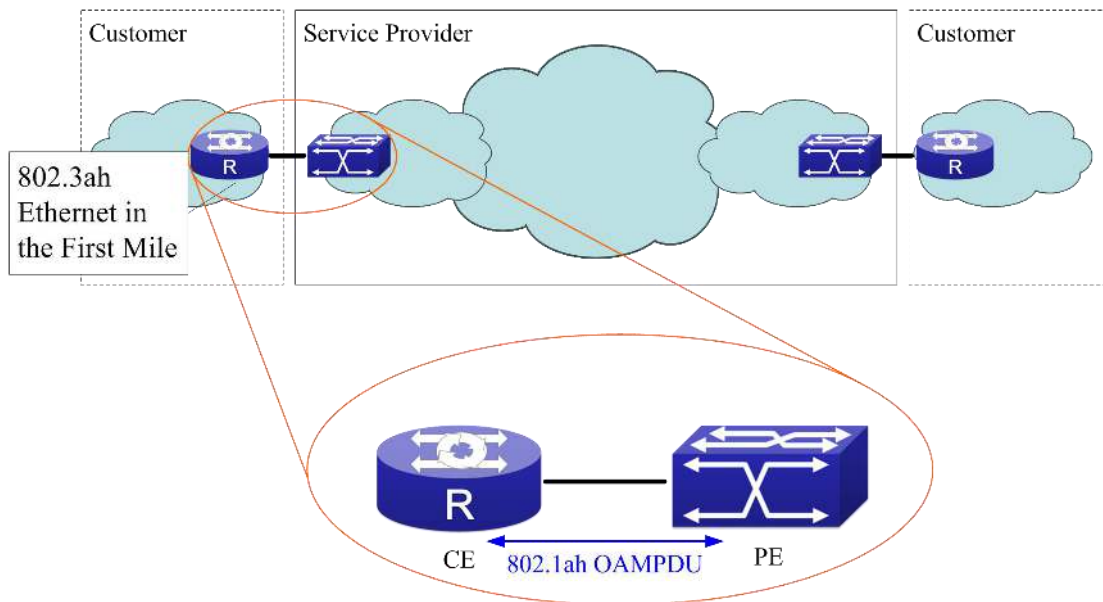 Customer
Service Provider
Customer
R
R
802.3ah
Ethernet in
the First Mile
R
CE
802.1ah OAMPDU
PE